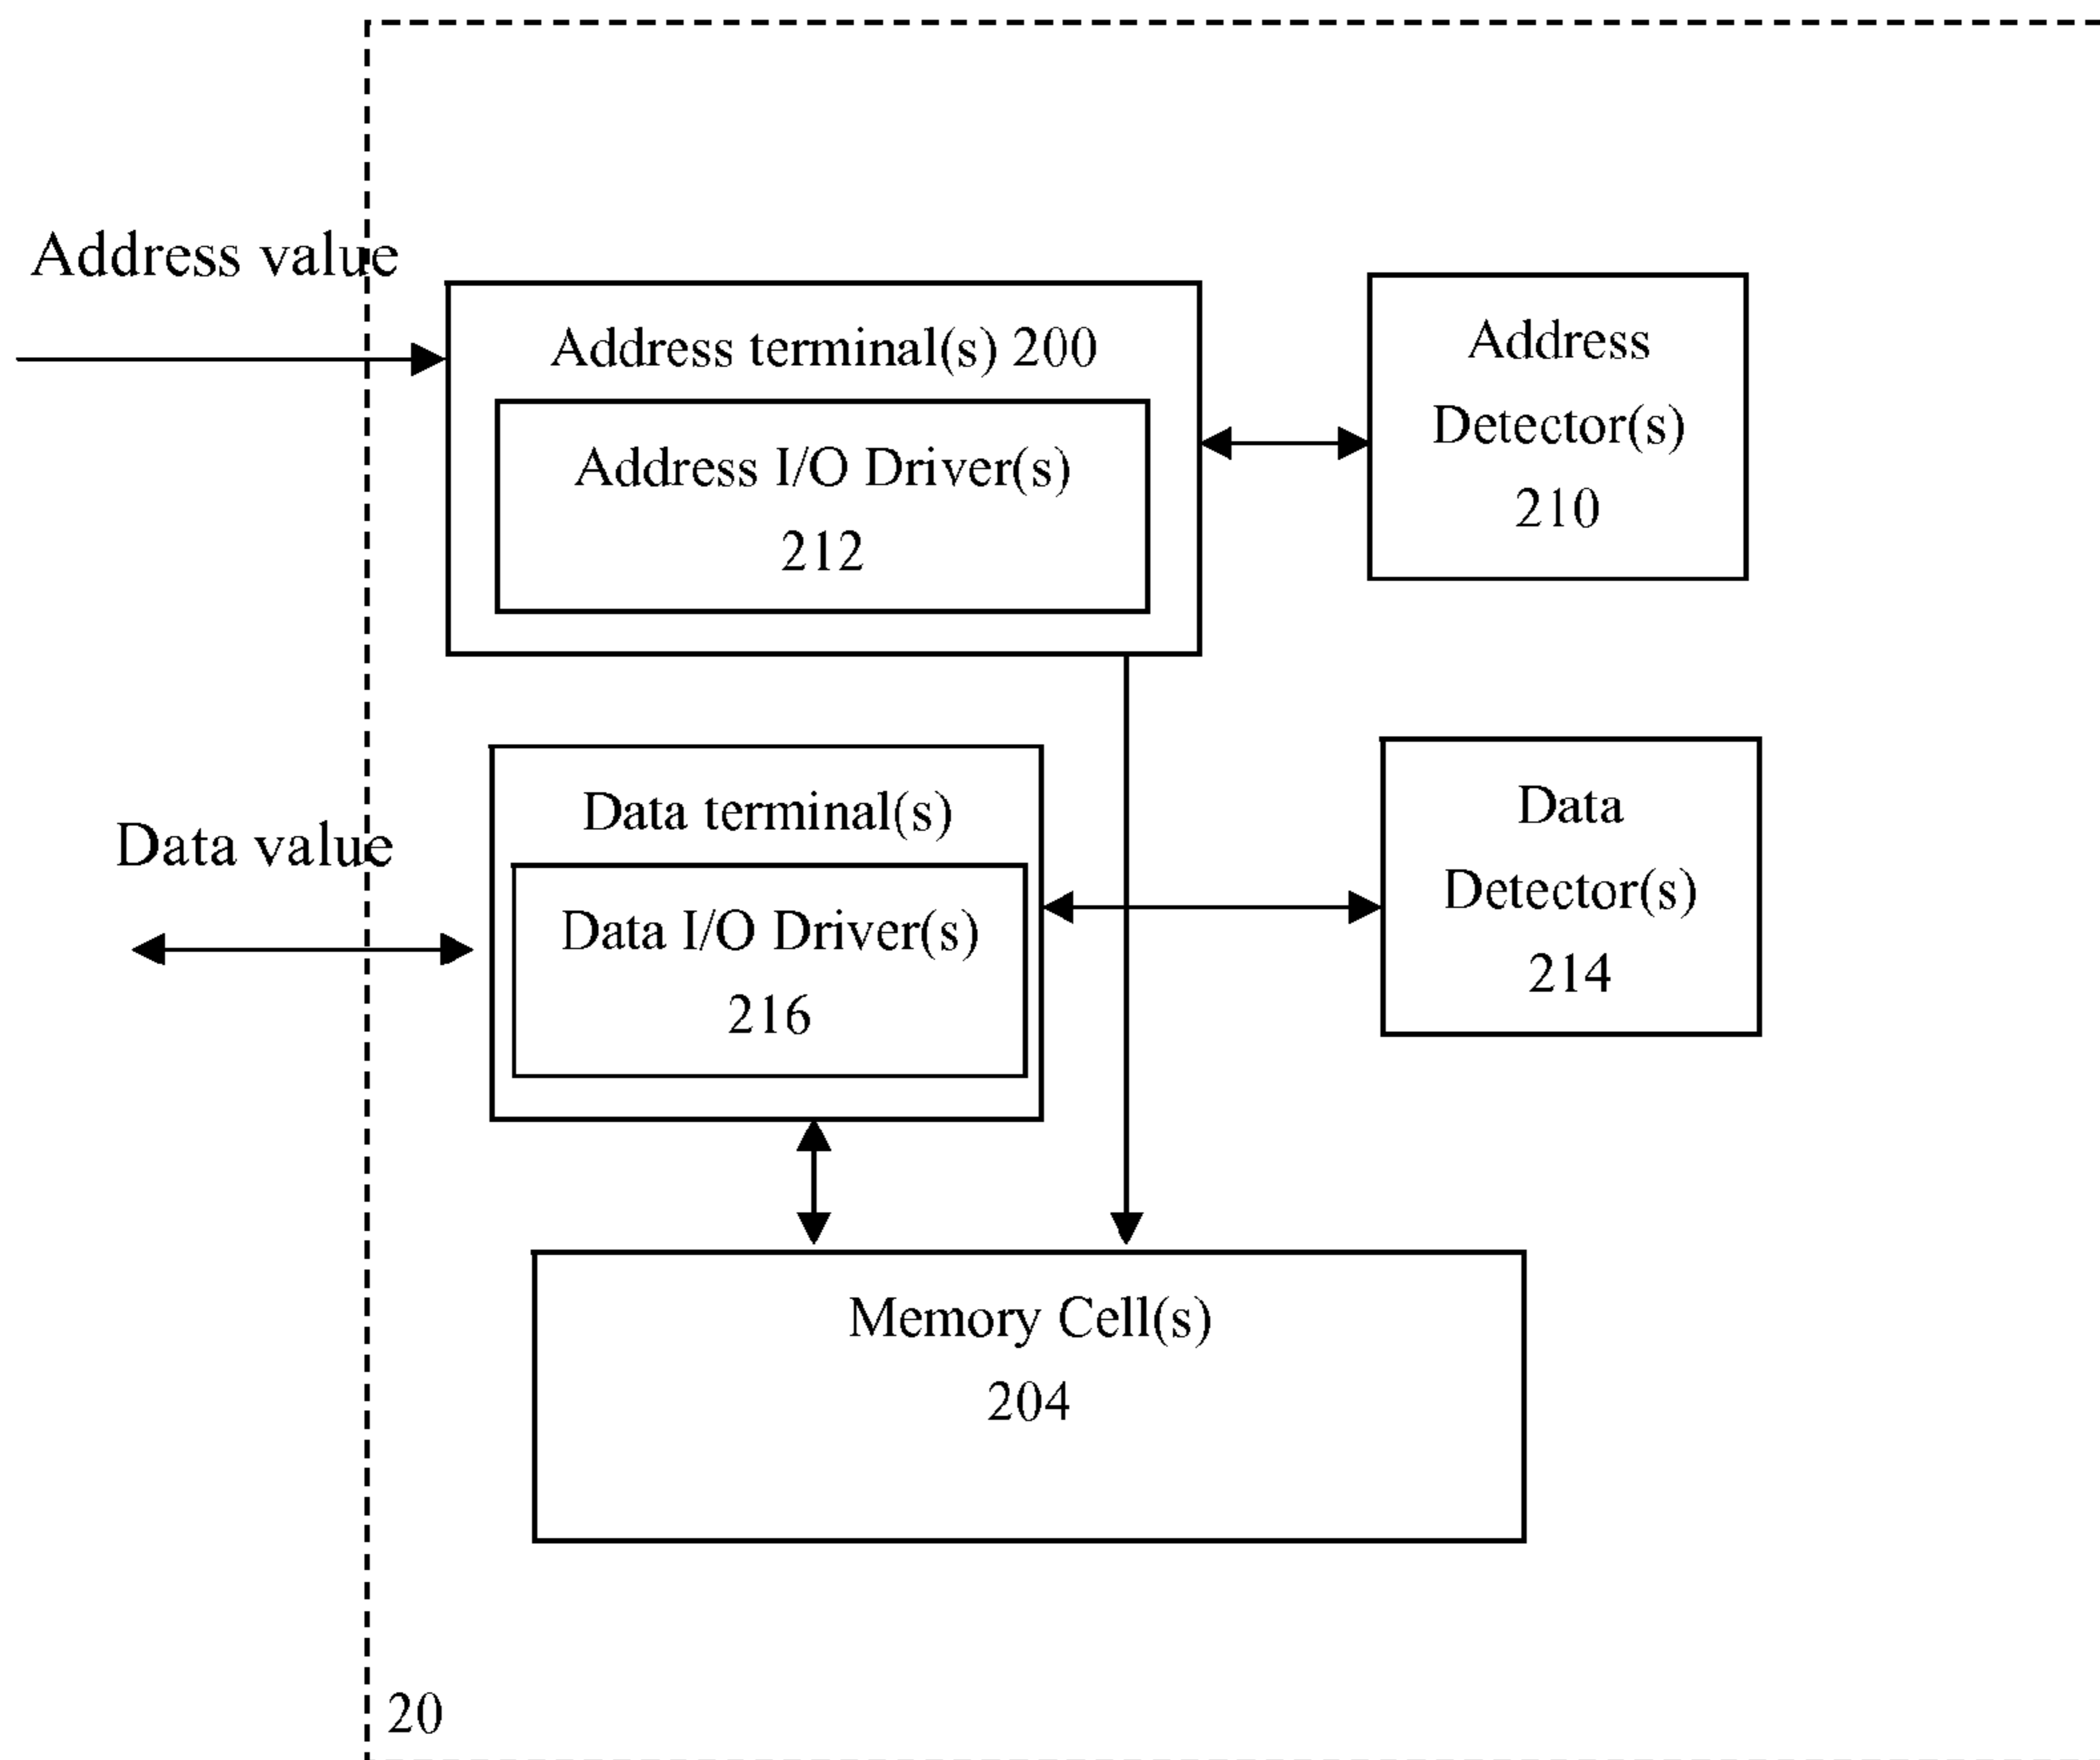 Address value
Address terminal(s) 200
Address I/O Driver(s)
212
Address
Detector(s)
210
Data value
Data terminal(s)
Data I/O Driver(s)
216
Data
Detector(s)
214
Memory Cell(s)
204
20